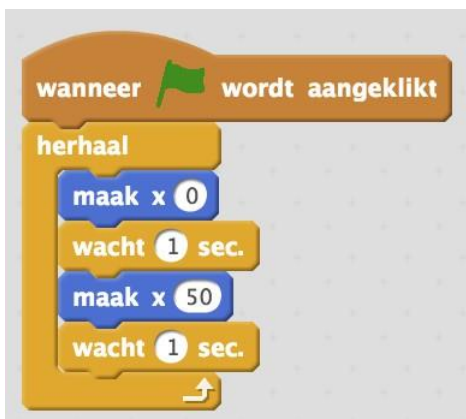 wanneer wordt aangeklikt
herhaal
maak x 0
wacht 1 sec.
maak x 50
wacht 1 sec.